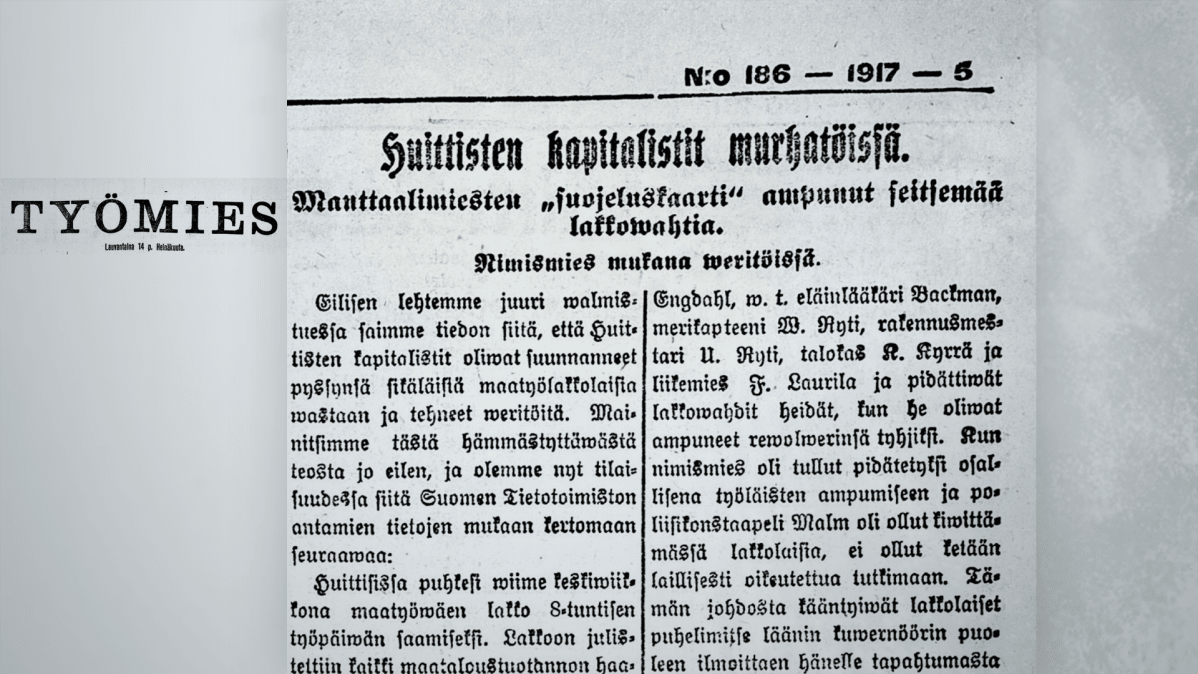 TYÖMIES
Lauvantaina 14 p. Heinäkuuta.
N:o 186 — 1917 — 5
Huittisten kapitalistit murhatöissä.
Manttaalimiesten „suojeluskaarti“ ampunut seitsemää
lakkowahtia.
Nimismies mukana weritöissä.
Eilisen lehtemme juuri walmis-
tuessa saimme tiedon siitä, että Huit-
tisten kapitalistit oliwat suunnanneet
pyssynsä sikäläisiä maatyölakkolaisia
wastaan ja tehneet weritöitä. Mai-
nitsimme tästä hämmästyttäwästä
teosta jo eilen, ja olemme nyt tilai-
suudessa siitä Suomen Tietotoimiston
antamien tietojen mukaan kertomaan
seuraawaa:
Huittisissa puhkesi wiime keskiwiik-
kona maatyöwäen lakko 8-tuntisen
työpäiwän saamiseksi. Lakkoon julis-
tettiin kaikki maataloustuotannon haa-
Engdahl, w. t. eläinlääkäri Backman,
merikapteeni W. Ryti, rakennusmes-
tari U. Ryti, talokas K. Kyrrä ja
liikemies F. Laurila ja pidättiwät
lakkowahdit heidät, kun he oliwat
ampuneet rewolwerinsä tyhjiksi. Kun
nimismies oli tullut pidätetyksi osal-
lisena työläisten ampumiseen ja po-
liisikonstaapeli Malm oli ollut kiwittä-
mässä lakkolaisia, ei ollut ketään
laillisesti oikeutettua tutkimaan. Tä-
män johdosta kääntyiwät lakkolaiset
puhelimitse läänin kuwernöörin puo-
leen ilmoittaen hänelle tapahtumasta